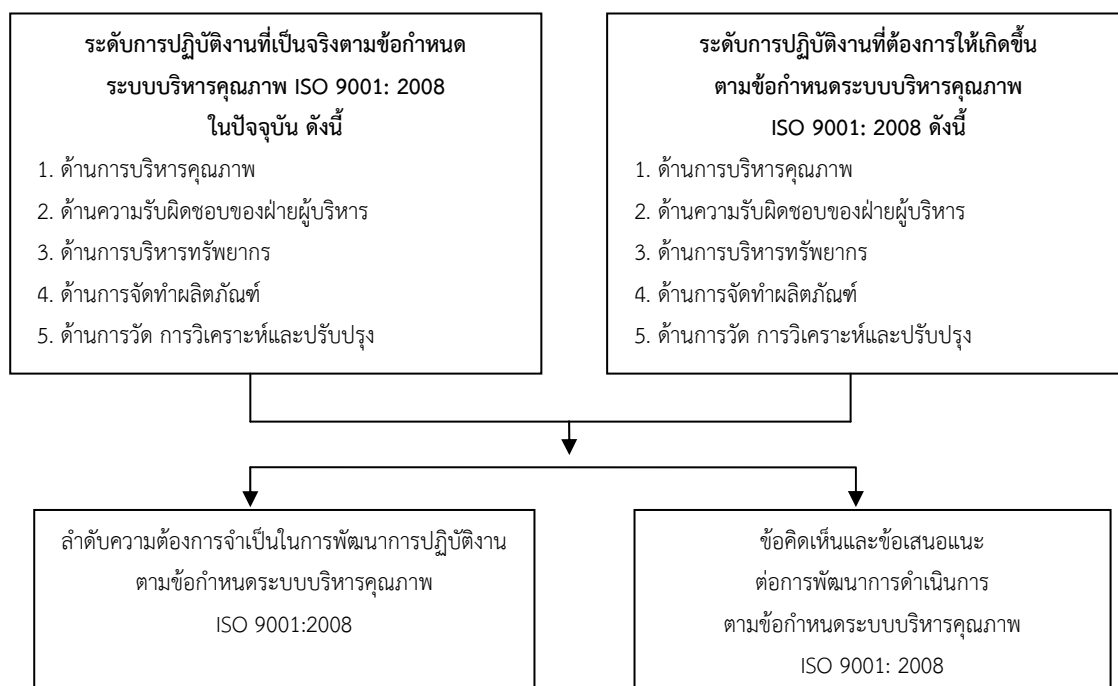 ระดับการปฏิบัติงานที่เป็นจริงตามข้อกำหนด
ระบบบริหารคุณภาพ ISO 9001: 2008
ในปัจจุบัน ดังนี้
1. ด้านการบริหารคุณภาพ
2. ด้านความรับผิดชอบของฝ่ายผู้บริหาร
3. ด้านการบริหารทรัพยากร
4. ด้านการจัดทำผลิตภัณฑ์
5. ด้านการวัด การวิเคราะห์และปรับปรุง
ระดับการปฏิบัติงานที่ต้องการให้เกิดขึ้น
ตามข้อกำหนดระบบบริหารคุณภาพ
ISO 9001: 2008 ดังนี้
1. ด้านการบริหารคุณภาพ
2. ด้านความรับผิดชอบของฝ่ายผู้บริหาร
3. ด้านการบริหารทรัพยากร
4. ด้านการจัดทำผลิตภัณฑ์
5. ด้านการวัด การวิเคราะห์และปรับปรุง
ลำดับความต้องการจำเป็นในการพัฒนาการปฏิบัติงาน
ตามข้อกำหนดระบบบริหารคุณภาพ
ISO 9001:2008
ข้อคิดเห็นและข้อเสนอแนะ
ต่อการพัฒนาการดำเนินการ
ตามข้อกำหนดระบบบริหารคุณภาพ
ISO 9001: 2008